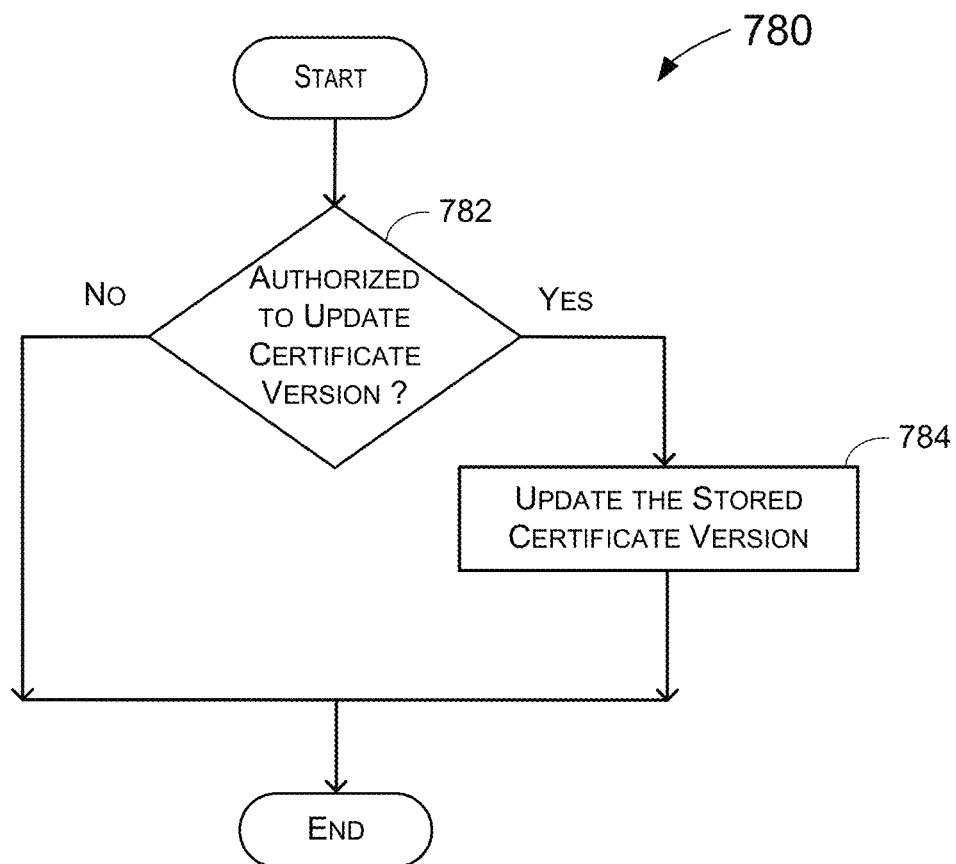 780
START
782
AUTHORIZED
TO UPDATE
CERTIFICATE
VERSION ?
NO
YES
784
UPDATE THE STORED
CERTIFICATE VERSION
END